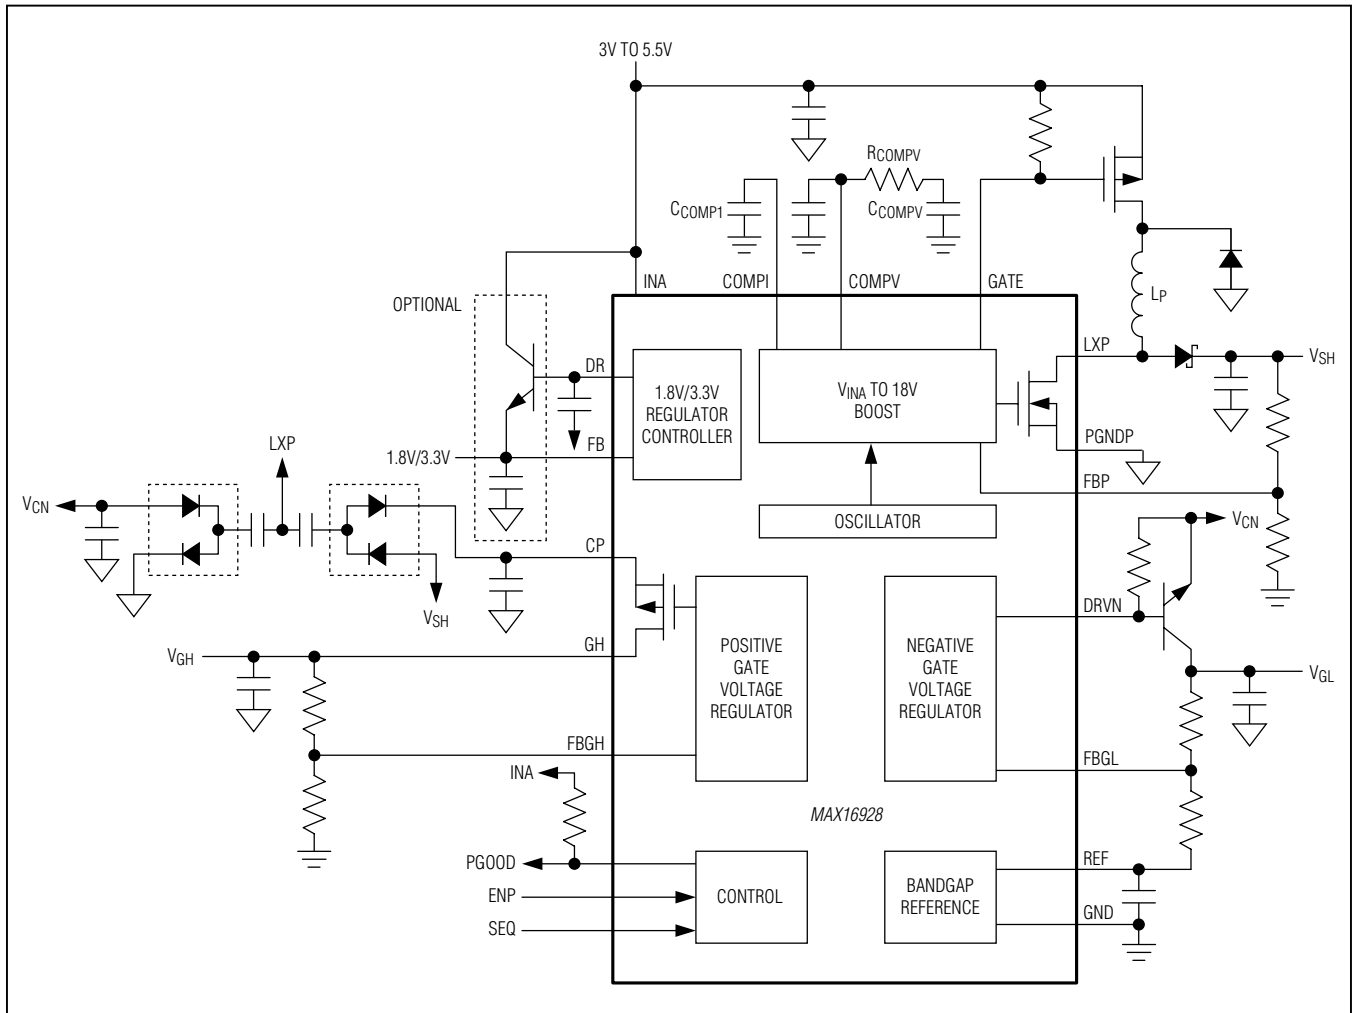 3V TO 5.5V
RCOMPV
CCOMP1
CCOMPV
INA
COMPI
COMPV
GATE
OPTIONAL
LP
LXP
VSH
DR
1.8V/3.3V
REGULATOR
CONTROLLER
VINA TO 18V
BOOST
PGNDP
LXP
1.8V/3.3V
FB
FBP
VCN
OSCILLATOR
VCN
CP
VSH
DRVN
VGH
GH
POSITIVE
GATE
VOLTAGE
REGULATOR
NEGATIVE
GATE
VOLTAGE
REGULATOR
VGL
FBGH
FBGL
INA
MAX16928
PGOOD
ENP
SEQ
CONTROL
BANDGAP
REFERENCE
REF
GND